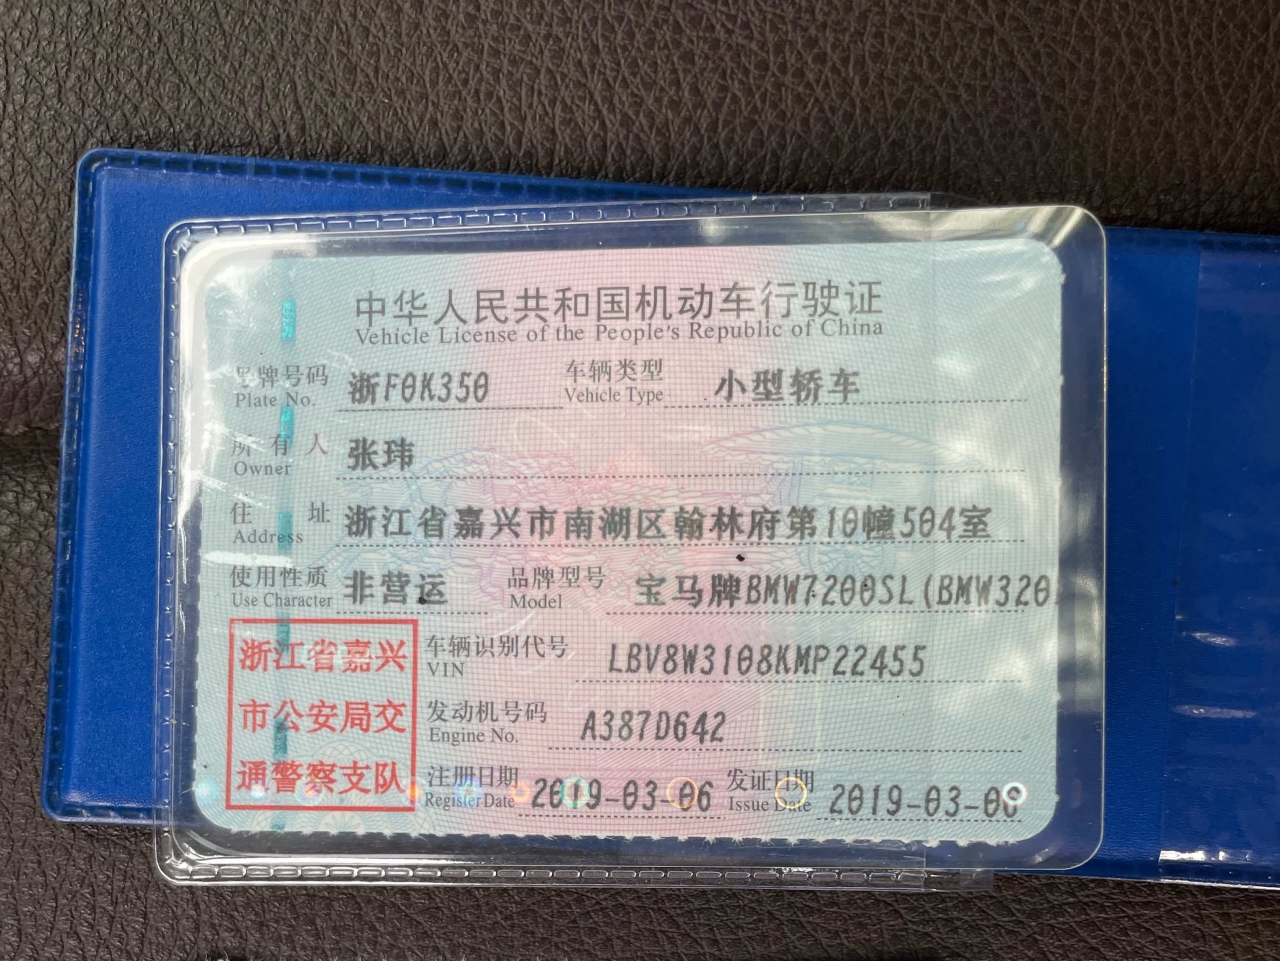 中华人民共和国机动车行驶证
Vehicle License of the People's Republic of China
号牌号码 浙F0K350 车辆类型 小型轿车
Plate No. Vehicle Type
所有人 张玮
Owner
住址 浙江省嘉兴市南湖区翰林府第10幢504室
Address
使用性质 非营运 品牌型号 宝马牌BMW7200SL(BMW320
Use Character Model
浙江省嘉兴
市公安局交
通警察支队
车辆识别代号 LBV8W3108KMP22455
VIN
发动机号码 A387D642
Engine No.
注册日期 2019-03-06 发证日期 2019-03-06
Register Date Issue Date